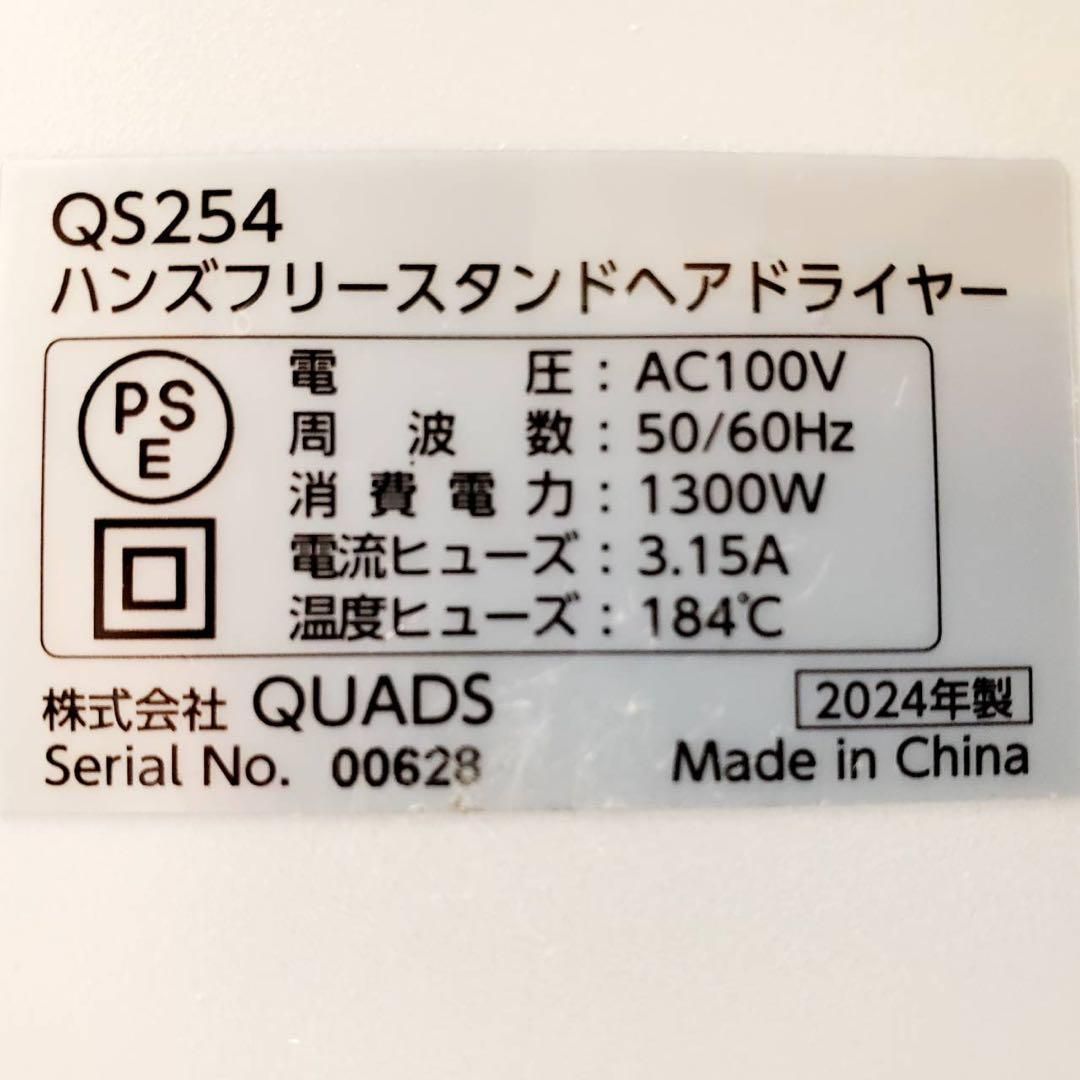 QS254
ハンズフリースタンドヘアドライヤー
PS
E
電圧：AC100V
周波数：50/60Hz
消費電力：1300W
電流ヒューズ：3.15A
温度ヒューズ：184℃
株式会社 QUADS
2024年製
Serial No. 00628
Made in China